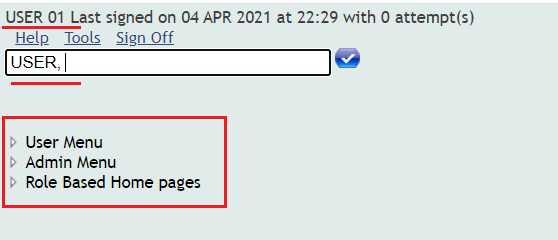 USER 01 Last signed on 04 APR 2021 at 22:29 with 0 attempt(s)
Help Tools Sign Off
USER,
User Menu
Admin Menu
Role Based Home pages